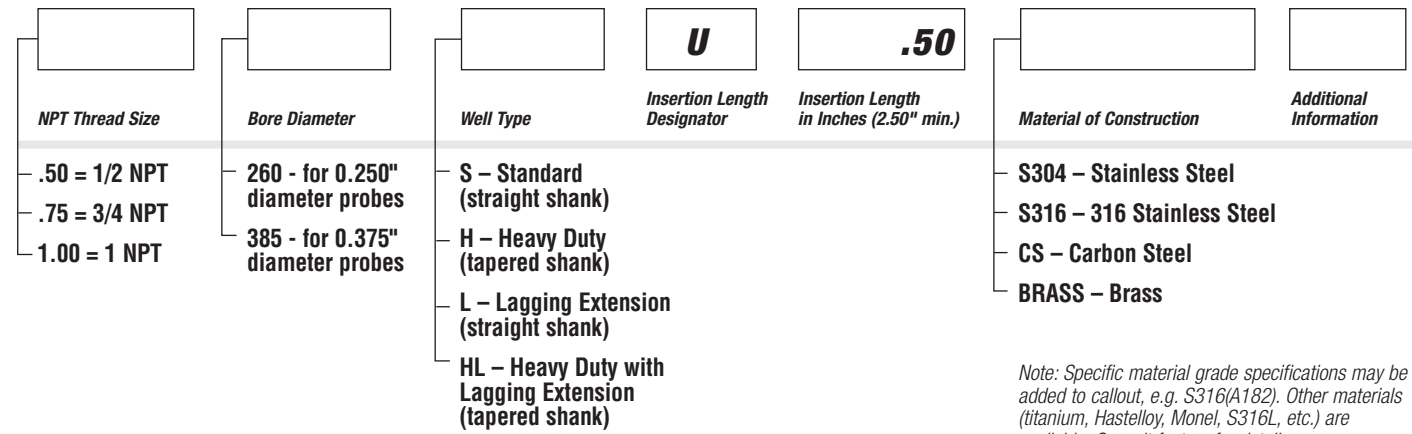 U
.50
NPT Thread Size
Bore Diameter
Well Type
Insertion Length
Designator
Insertion Length
in Inches (2.50" min.)
Material of Construction
Additional
Information
.50 = 1/2 NPT
.75 = 3/4 NPT
1.00 = 1 NPT
260 - for 0.250"
diameter probes
385 - for 0.375"
diameter probes
S – Standard
(straight shank)
H – Heavy Duty
(tapered shank)
L – Lagging Extension
(straight shank)
HL – Heavy Duty with
Lagging Extension
(tapered shank)
S304 – Stainless Steel
S316 – 316 Stainless Steel
CS – Carbon Steel
BRASS – Brass
Note: Specific material grade specifications may be
added to callout, e.g. S316(A182). Other materials
(titanium, Hastelloy, Monel, S316L, etc.) are